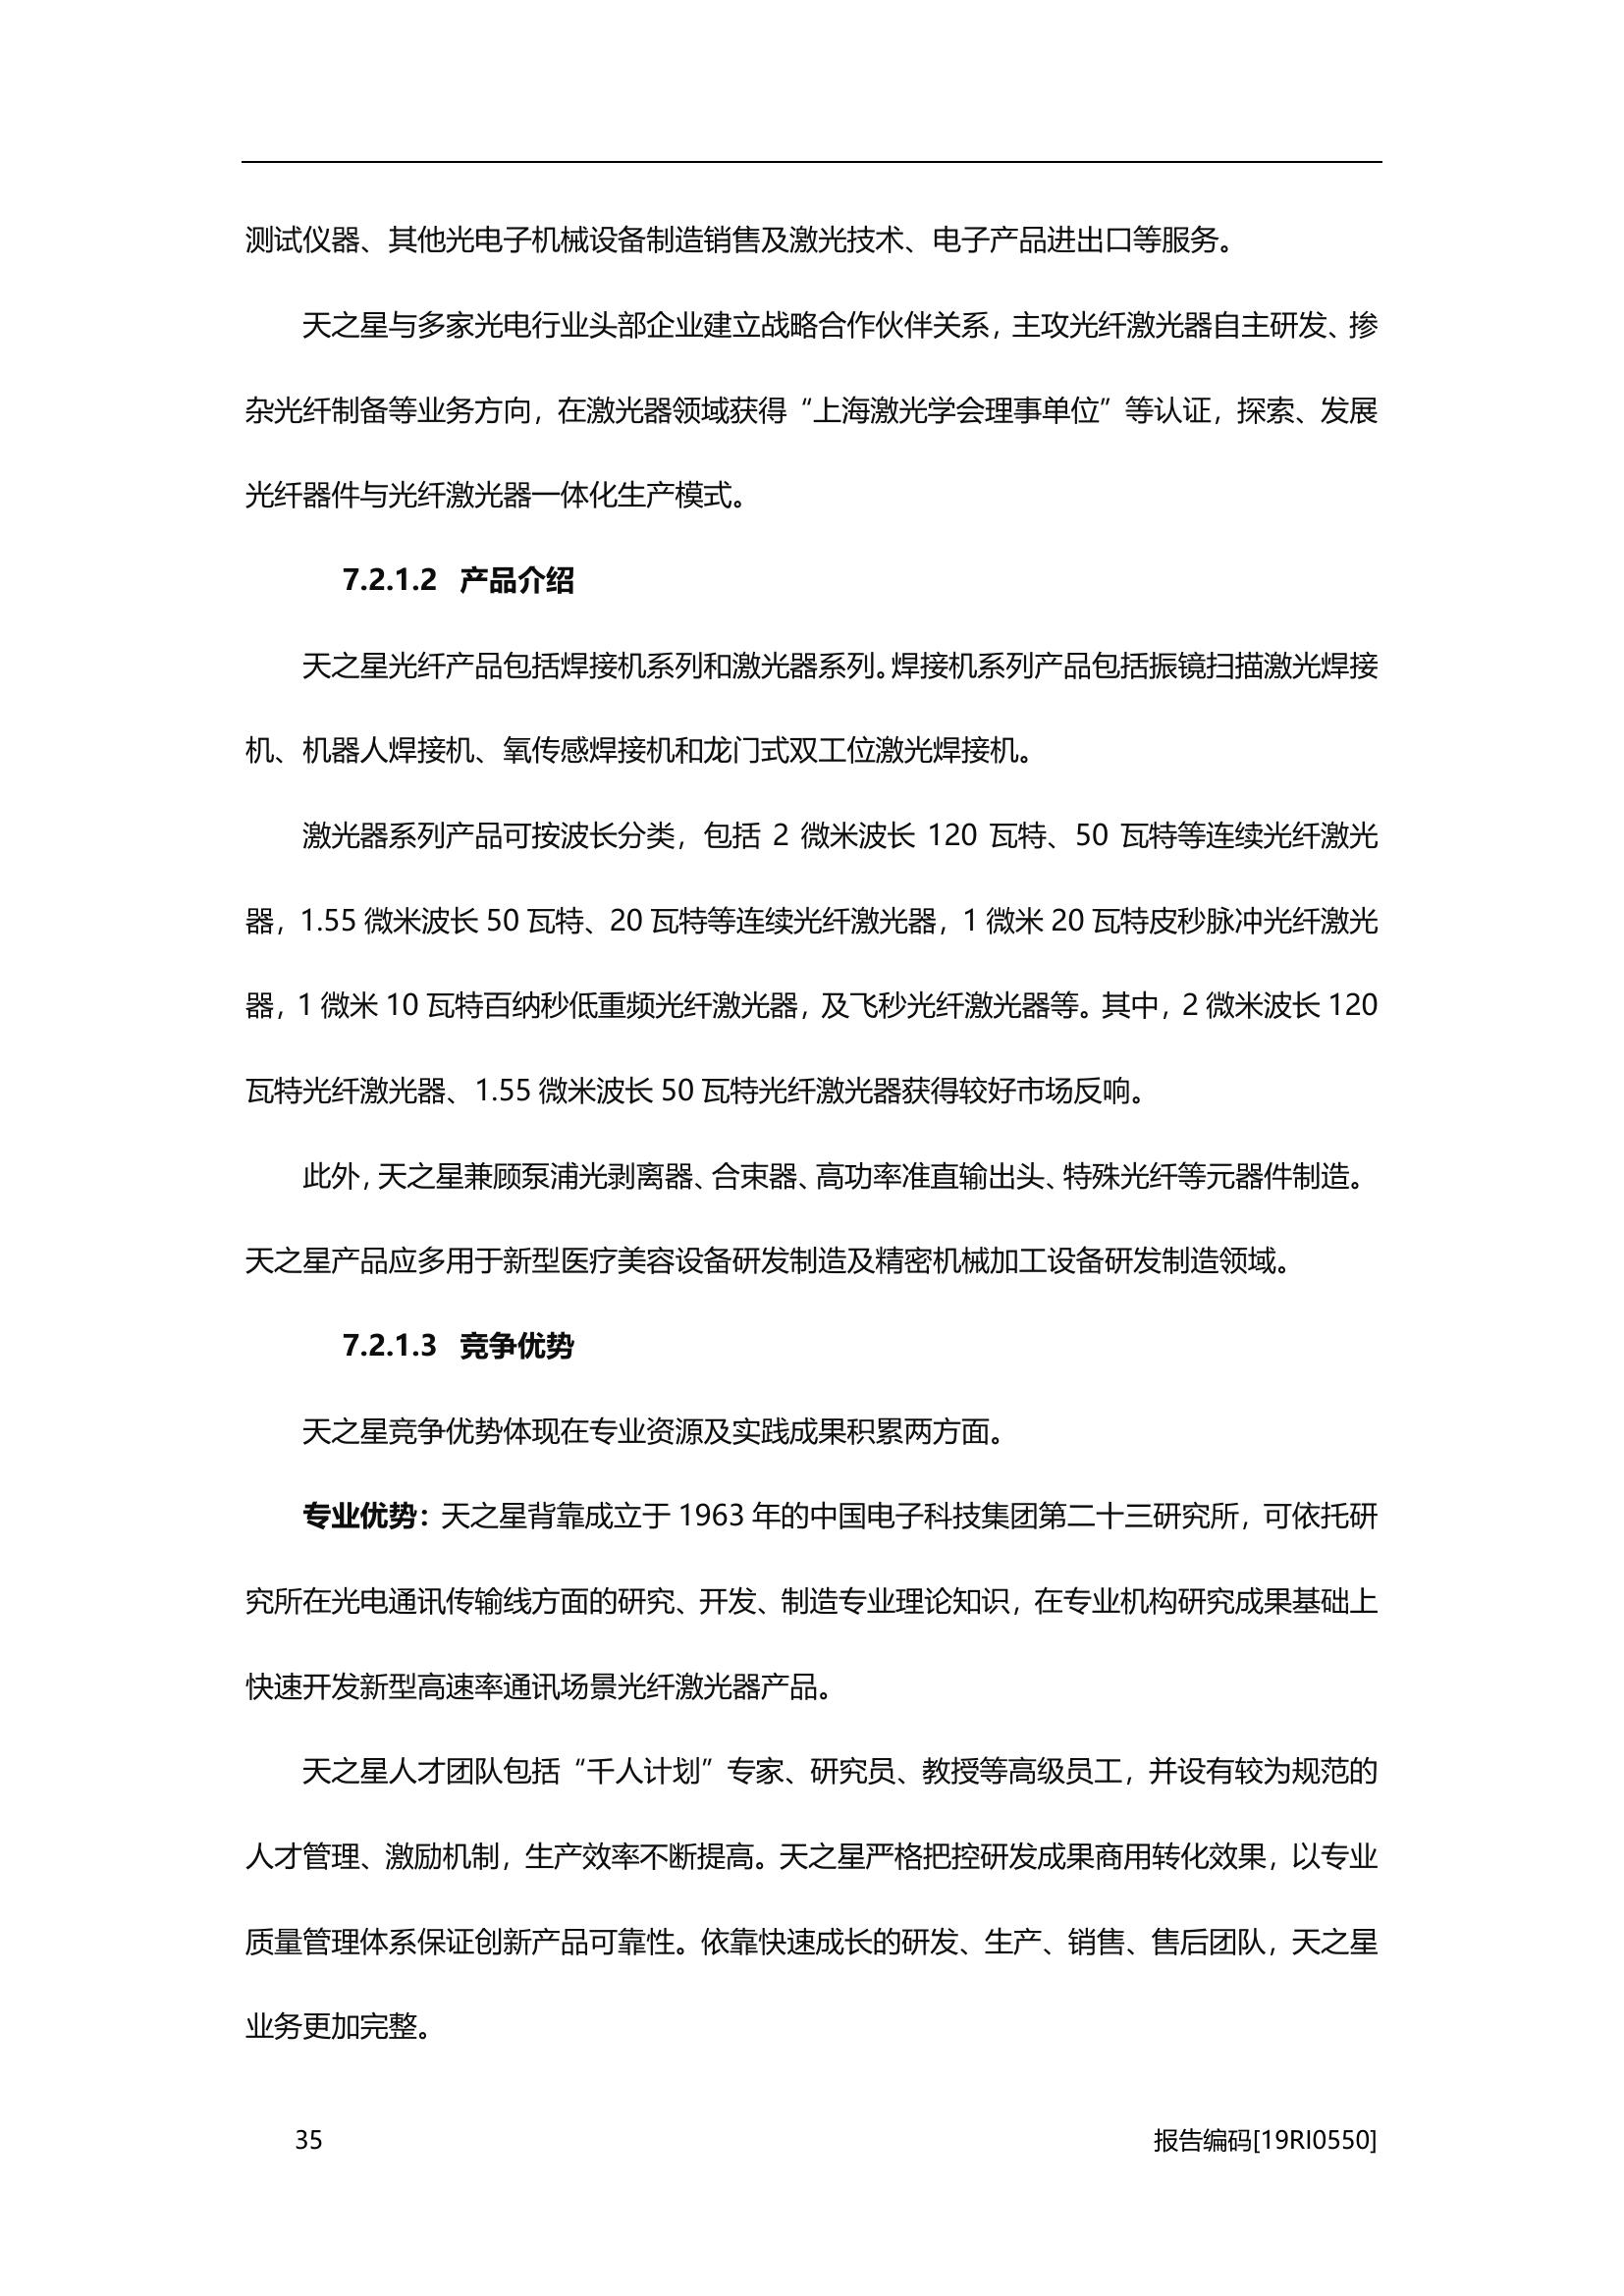 测试仪器、其他光电子机械设备制造销售及激光技术、电子产品进出口等服务。
天之星与多家光电行业头部企业建立战略合作伙伴关系，主攻光纤激光器自主研发、掺
杂光纤制备等业务方向，在激光器领域获得“上海激光学会理事单位”等认证，探索、发展
光纤器件与光纤激光器一体化生产模式。
7.2.1.2 产品介绍
天之星光纤产品包括焊接机系列和激光器系列。焊接机系列产品包括振镜扫描激光焊接
机、机器人焊接机、氧传感焊接机和龙门式双工位激光焊接机。
激光器系列产品可按波长分类，包括 2 微米波长 120 瓦特、50 瓦特等连续光纤激光
器，1.55 微米波长 50 瓦特、20 瓦特等连续光纤激光器，1 微米 20 瓦特皮秒脉冲光纤激光
器，1 微米 10 瓦特百纳秒低重频光纤激光器，及飞秒光纤激光器等。其中，2 微米波长 120
瓦特光纤激光器、1.55 微米波长 50 瓦特光纤激光器获得较好市场反响。
此外，天之星兼顾泵浦光剥离器、合束器、高功率准直输出头、特殊光纤等元器件制造。
天之星产品应多用于新型医疗美容设备研发制造及精密机械加工设备研发制造领域。
7.2.1.3 竞争优势
天之星竞争优势体现在专业资源及实践成果积累两方面。
专业优势：天之星背靠成立于 1963 年的中国电子科技集团第二十三研究所，可依托研
究所在光电通讯传输线方面的研究、开发、制造专业理论知识，在专业机构研究成果基础上
快速开发新型高速率通讯场景光纤激光器产品。
天之星人才团队包括“千人计划”专家、研究员、教授等高级员工，并设有较为规范的
人才管理、激励机制，生产效率不断提高。天之星严格把控研发成果商用转化效果，以专业
质量管理体系保证创新产品可靠性。依靠快速成长的研发、生产、销售、售后团队，天之星
业务更加完整。
35 报告编码[19RI0550]